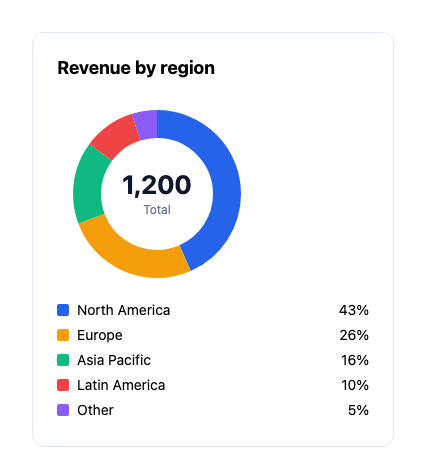 Revenue by region
1,200
Total
North America 43%
Europe 26%
Asia Pacific 16%
Latin America 10%
Other 5%